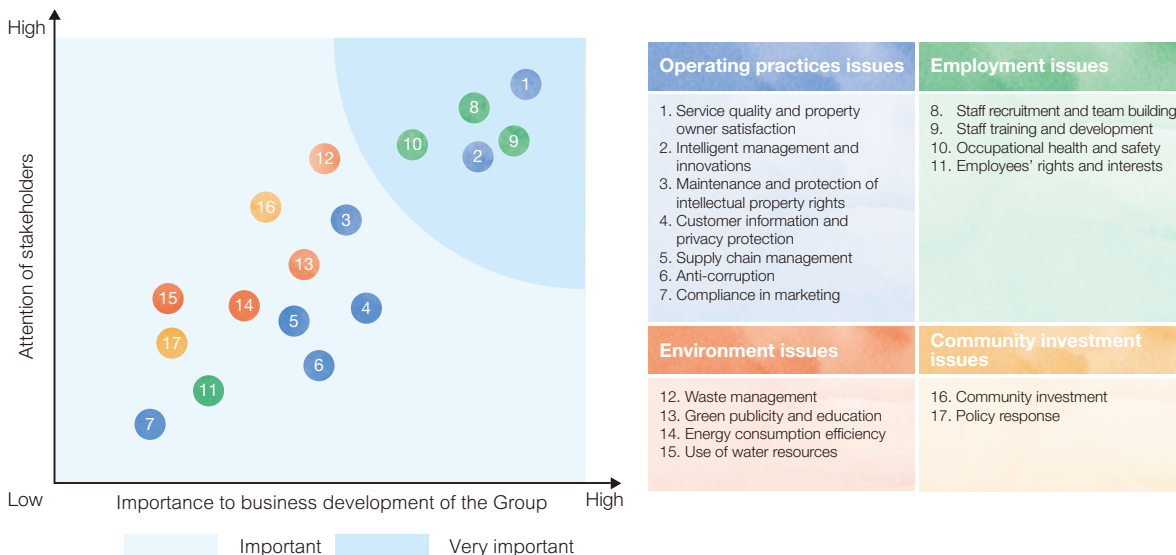 High
Attention of stakeholders
1
8
9
10
2
12
16
3
13
15
14
5
4
17
6
11
7
Low
Importance to business development of the Group
High
Important
Very important
Operating practices issues
1. Service quality and property
owner satisfaction
2. Intelligent management and
innovations
3. Maintenance and protection of
intellectual property rights
4. Customer information and
privacy protection
5. Supply chain management
6. Anti-corruption
7. Compliance in marketing
Employment issues
8. Staff recruitment and team building
9. Staff training and development
10. Occupational health and safety
11. Employees’ rights and interests
Environment issues
12. Waste management
13. Green publicity and education
14. Energy consumption efficiency
15. Use of water resources
Community investment
issues
16. Community investment
17. Policy response